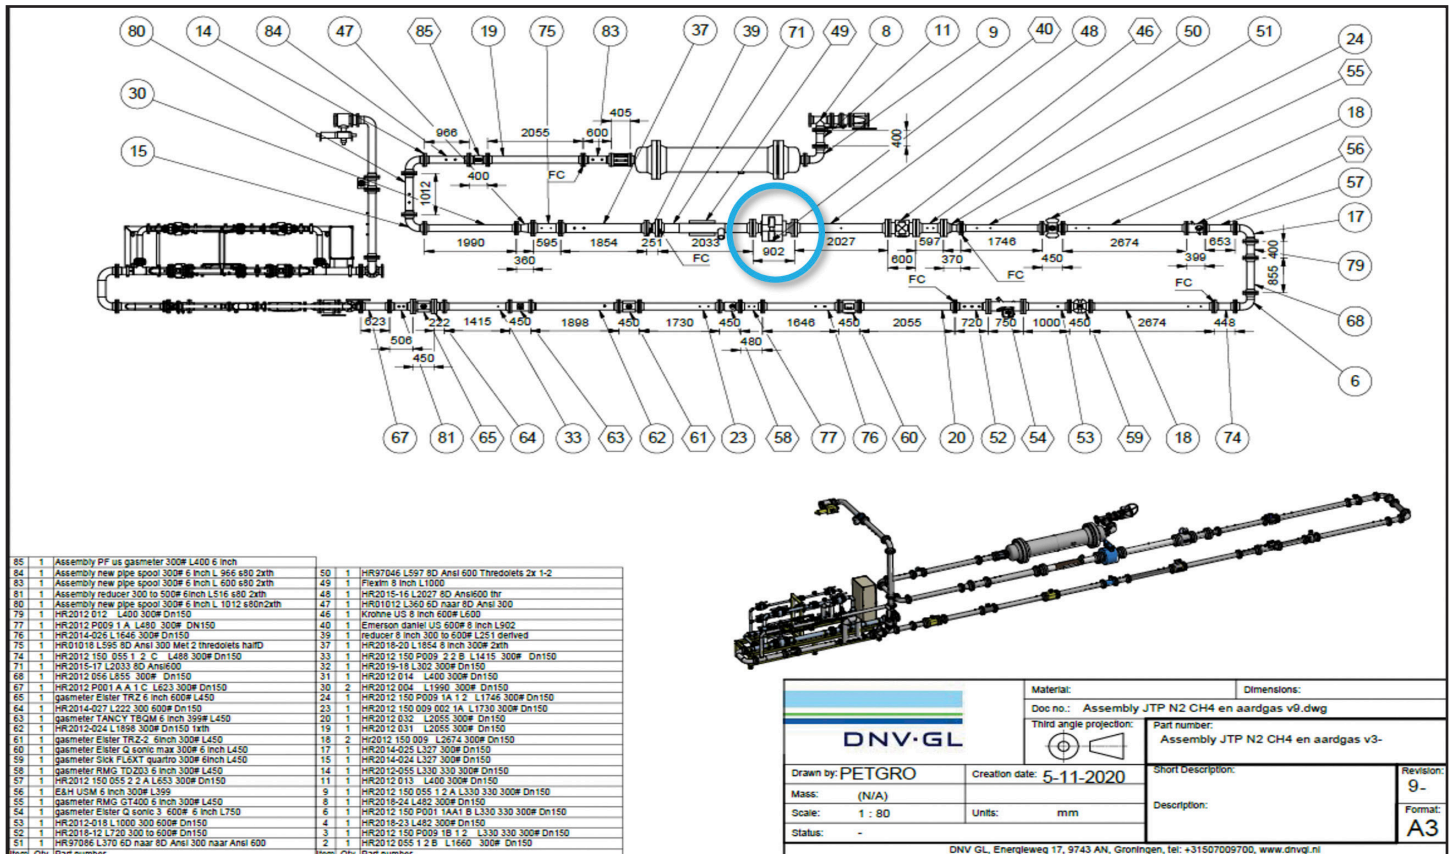 80 14 84 47 85 19 75 83 37 39 71 49 8 11 9 40 48 46 50 51 24
30
55
15
18
56
57
17
79
68
6
966 2055 600 405 400
400 FC
1012
1990 595 1854 251 2033 902 2027 597 1746 2674 653 400
360 FC 600 370 FC 450 399
855
FC FC
623 222 1415 450 1898 450 1730 450 1646 450 2055 720 750 1000 450 2674 448
506 480
450
67 81 65 64 33 63 62 61 23 58 77 76 60 20 52 54 53 59 18 74
85 1 Assembly PF us gasmeter 300# L400 6 inch
84 1 Assembly new pipe spool 300# 6 inch L 966 s80 2xth
83 1 Assembly new pipe spool 300# 6 inch L 600 s80 2xth
81 1 Assembly reducer 300 to 500# 6inch L516 s80 2xth
80 1 Assembly new pipe spool 300# 6 inch L 1012 s80n2xth
79 1 HR2012 012 L400 300# Dn150
77 1 HR2012 P009 1 A L480 300# DN150
76 1 HR2014-026 L1646 300# Dn150
75 1 HR01018 L595 8D Ansi 300 Met 2 thredolets halfD
74 1 HR2012 150 055 1 2 C L488 300# Dn150
71 1 HR2015-17 L2033 8D Ansi600
68 1 HR2012 056 L855 300# Dn150
67 1 HR2012 P001 A A 1 C L623 300# Dn150
65 1 gasmeter Elster TRZ 6 inch 600# L450
64 1 HR2014-027 L222 300 600# Dn150
63 1 gasmeter TANCY TBQM 6 inch 399# L450
62 1 HR2012-024 L1898 300# Dn150 1xth
61 1 gasmeter Elster TRZ-2 6inch 300# L450
60 1 gasmeter Elster Q sonic max 300# 6 inch L450
59 1 gasmeter Sick FL6XT quartro 300# 6inch L450
58 1 gasmeter RMG TDZ03 6 inch 300# L450
57 1 HR2012 150 055 2 2 A L653 300# Dn150
56 1 E&H USM 6 inch 300# L399
55 1 gasmeter RMG GT400 6 inch 300# L450
54 1 gasmeter Elster Q sonic 3 600# 6 inch L750
53 1 HR2012-018 L1000 300 600# Dn150
52 1 HR2018-12 L720 300 to 600# Dn150
51 1 HR97086 L370 6D naar 8D Ansi 300 naar Ansi 600
Item Qty Part number
50 1 HR97046 L597 8D Ansi 600 Thredolets 2x 1-2
49 1 Flexim 8 inch L1000
48 1 HR2015-16 L2027 8D Ansi600 thr
47 1 HR01012 L360 6D naar 8D Ansi 300
46 1 Krohne US 8 inch 600# L600
40 1 Emerson daniel US 600# 8 inch L902
39 1 reducer 8 inch 300 to 600# L251 derived
37 1 HR2018-20 L1854 8 inch 300# 2xth
33 1 HR2012 150 P009 2 2 B L1415 300# Dn150
32 1 HR2019-18 L302 300# Dn150
31 1 HR2012 014 L400 300# Dn150
30 2 HR2012 004 L1990 300# Dn150
24 1 HR2012 150 P009 1A 1 2 L1746 300# Dn150
23 1 HR2012 150 009 002 1A L1730 300# Dn150
20 1 HR2012 032 L2055 300# Dn150
19 1 HR2012 031 L2055 300# Dn150
18 2 Hr2012 150 009 L2674 300# Dn150
17 1 HR2014-025 L327 300# Dn150
15 1 HR2014-024 L327 300# Dn150
14 1 HR2012-055 L330 330 300# Dn150
11 1 HR2012 013 L400 300# Dn150
9 1 HR2012 150 055 1 2 A L330 330 300# Dn150
8 1 HR2018-24 L482 300# Dn150
6 1 HR2012 150 P001 1AA1 B L330 330 300# Dn150
4 1 HR2018-23 L482 300# Dn150
3 1 HR2012 150 P009 1B 1 2 L330 330 300# Dn150
2 1 HR2012 055 1 2 B L1660 300# Dn150
Item Qty Part number
DNV·GL
Material: Dimensions:
Doc no.: Assembly JTP N2 CH4 en aardgas v9.dwg
Third angle projection: Part number:
Assembly JTP N2 CH4 en aardgas v3-
Drawn by: PETGRO Creation date: 5-11-2020 Short Description: Revision:
9-
Mass: (N/A) Description: Format:
Scale: 1 : 80 Units: mm A3
Status: -
DNV GL, Energieweg 17, 9743 AN, Groningen, tel: +31507009700, www.dnvgl.nl